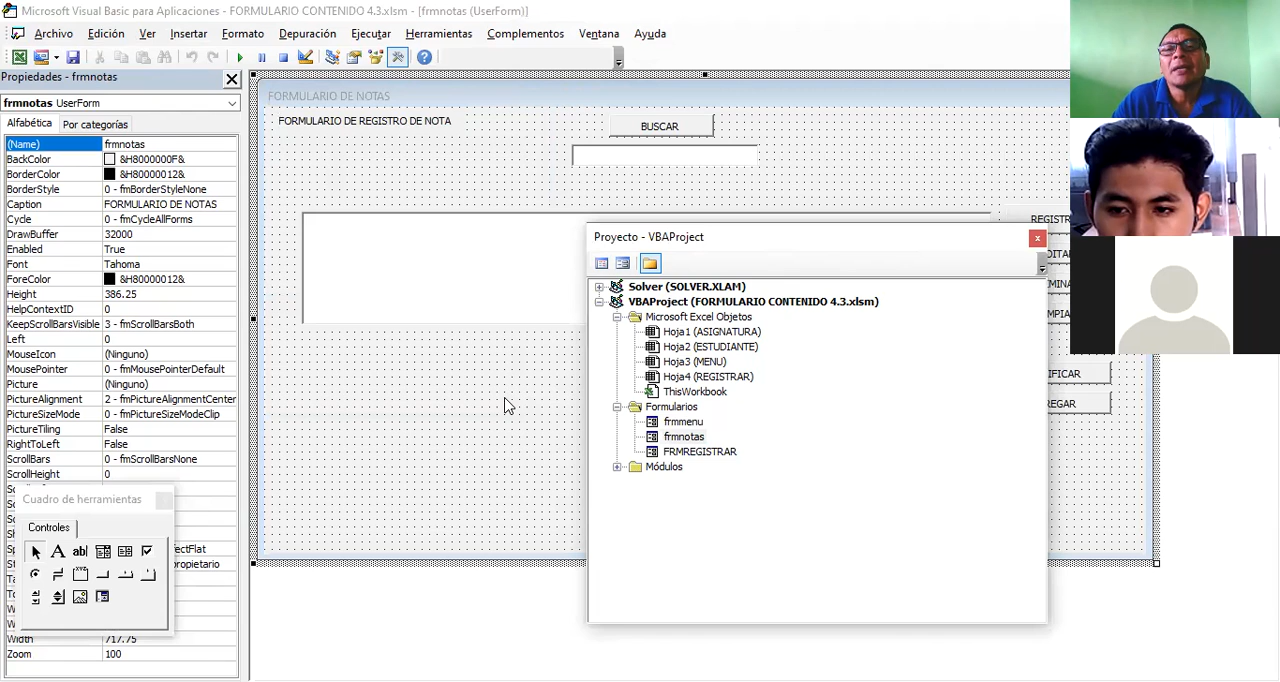 Microsoft Visual Basic para Aplicaciones - FORMULARIO CONTENIDO 4.3.xlsm - [frmnotas (UserForm)]
Archivo Edición Ver Insertar Formato Depuración Ejecutar Herramientas Complementos Ventana Ayuda
Propiedades - frmnotas
frmnotas UserForm
Alfabética Por categorías
(Name) frmnotas
BackColor &H8000000F&
BorderColor &H80000012&
BorderStyle 0 - fmBorderStyleNone
Caption FORMULARIO DE NOTAS
Cycle 0 - fmCycleAllForms
DrawBuffer 32000
Enabled True
Font Tahoma
ForeColor &H80000012&
Height 386.25
HelpContextID 0
KeepScrollBarsVisible 3 - fmScrollBarsBoth
Left 0
MouseIcon (Ninguno)
MousePointer 0 - fmMousePointerDefault
Picture (Ninguno)
PictureAlignment 2 - fmPictureAlignmentCenter
PictureSizeMode 0 - fmPictureSizeModeClip
PictureTiling False
RightToLeft False
ScrollBars 0 - fmScrollBarsNone
ScrollHeight 0
Cuadro de herramientas
Controles
ab
XYZ
Width 717.75
Zoom 100
FORMULARIO DE NOTAS
FORMULARIO DE REGISTRO DE NOTA
BUSCAR
REGISTR
Proyecto - VBAProject
Solver (SOLVER.XLAM)
VBAProject (FORMULARIO CONTENIDO 4.3.xlsm)
Microsoft Excel Objetos
Hoja1 (ASIGNATURA)
Hoja2 (ESTUDIANTE)
Hoja3 (MENU)
Hoja4 (REGISTRAR)
ThisWorkbook
Formularios
frmmenu
frmnotas
FRMREGISTRAR
Módulos
IFICAR